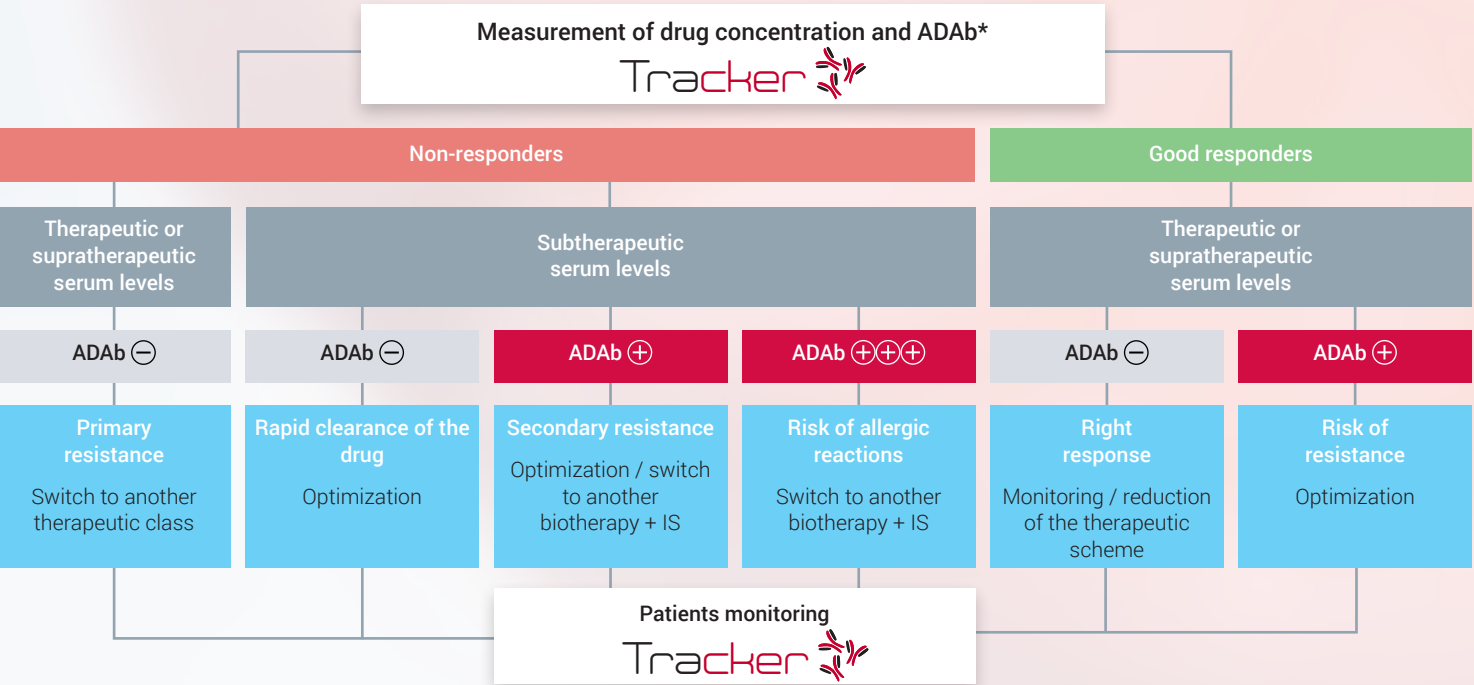 Measurement of drug concentration and ADAb*
Tracker
Non-responders
Good responders
Therapeutic or
supratherapeutic
serum levels
Subtherapeutic
serum levels
Therapeutic or
supratherapeutic
serum levels
ADAb ⊖
ADAb ⊖
ADAb ⊕
ADAb ⊕⊕⊕
ADAb ⊖
ADAb ⊕
Primary
resistance
Switch to another
therapeutic class
Rapid clearance of the
drug
Optimization
Secondary resistance
Optimization / switch
to another
biotherapy + IS
Risk of allergic
reactions
Switch to another
biotherapy + IS
Right
response
Monitoring / reduction
of the therapeutic
scheme
Risk of
resistance
Optimization
Patients monitoring
Tracker